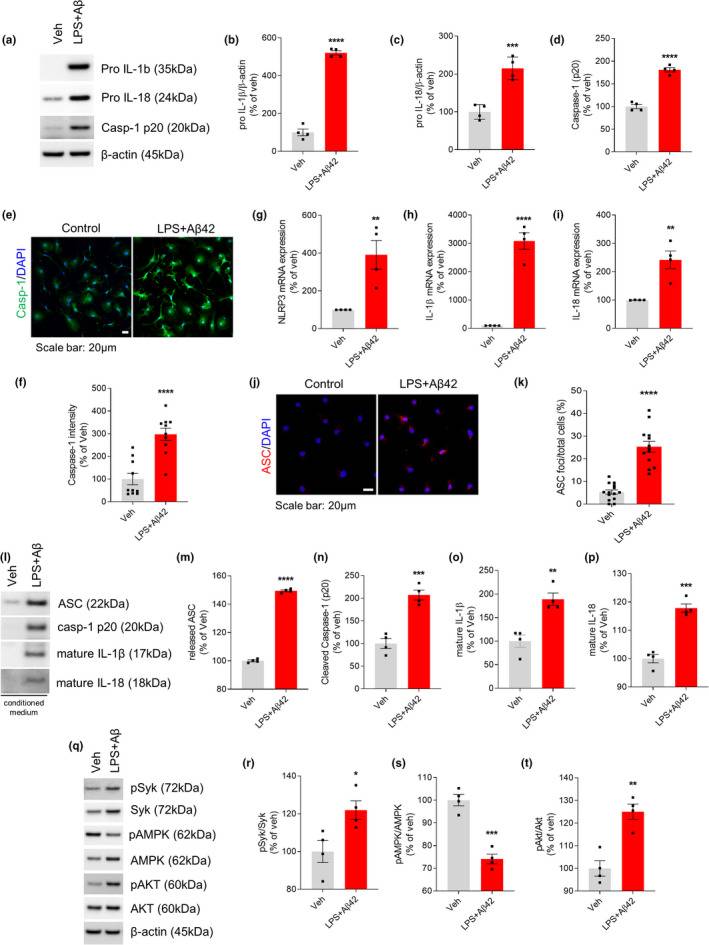 (a)
Veh
LPS+Aβ
Pro IL-1b (35kDa)
Pro IL-18 (24kDa)
Casp-1 p20 (20kDa)
β-actin (45kDa)
(b)
pro IL-1β/β-actin
(% of veh)
600
400
200
0
****
Veh
LPS+Aβ42
(c)
pro IL-18/β-actin
(% of veh)
300
200
100
0
***
Veh
LPS+Aβ42
(d)
Caspase-1 (p20)
(% of veh)
250
200
150
100
50
0
****
Veh
LPS+Aβ42
(e)
Control
LPS+Aβ42
Casp-1/DAPI
Scale bar: 20µm
(g)
NLRP3 mRNA expression
(% of veh)
800
600
400
200
0
**
Veh
LPS+Aβ42
(h)
IL-1β mRNA expression
(% of veh)
4000
3000
2000
1000
0
****
Veh
LPS+Aβ42
(i)
IL-18 mRNA expression
(% of veh)
400
300
200
100
0
**
Veh
LPS+Aβ42
(f)
Caspase-1 intensity
(% of Veh)
500
400
300
200
100
0
****
Veh
LPS+Aβ42
(j)
Control
LPS+Aβ42
ASC/DAPI
Scale bar: 20µm
(k)
ASC foci/total cells (%)
50
40
30
20
10
0
****
Veh
LPS+Aβ42
(l)
Veh
LPS+Aβ
ASC (22kDa)
casp-1 p20 (20kDa)
mature IL-1β (17kDa)
mature IL-18 (18kDa)
conditioned
medium
(m)
released ASC
(% of Veh)
160
140
120
100
80
****
Veh
LPS+Aβ42
(n)
Cleaved Caspase-1 (p20)
(% of Veh)
300
200
100
0
***
Veh
LPS+Aβ42
(o)
mature IL-1β
(% of Veh)
300
200
100
0
**
Veh
LPS+Aβ42
(p)
mature IL-18
(% of Veh)
130
120
110
100
90
***
Veh
LPS+Aβ42
(q)
Veh
LPS+Aβ
pSyk (72kDa)
Syk (72kDa)
pAMPK (62kDa)
AMPK (62kDa)
pAKT (60kDa)
AKT (60kDa)
β-actin (45kDa)
(r)
pSyk/Syk
(% of veh)
140
120
100
80
*
Veh
LPS+Aβ42
(s)
pAMPK/AMPK
(% of veh)
110
100
90
80
70
60
***
Veh
LPS+Aβ42
(t)
pAkt/Akt
(% of veh)
140
120
100
**
Veh
LPS+Aβ42